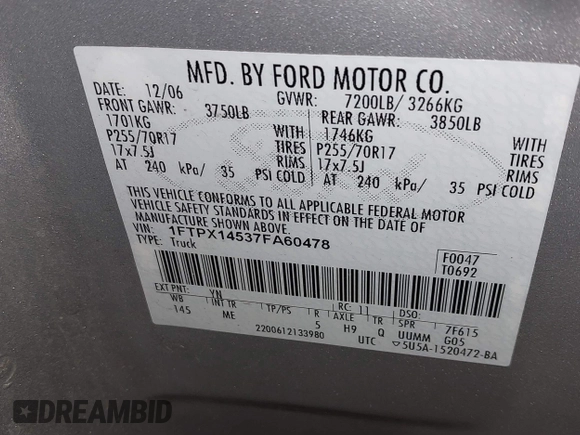 MFD. BY FORD MOTOR CO.
DATE: 12/06 GVWR: 7200LB/ 3266KG
FRONT GAWR: 3750LB REAR GAWR: 3850LB
1701KG WITH 1746KG WITH
P255/70R17 TIRES P255/70R17 TIRES
17x7.5J RIMS 17x7.5J RIMS
AT 240 kPa/ 35 PSI COLD AT 240 kPa/ 35 PSI COLD
THIS VEHICLE CONFORMS TO ALL APPLICABLE FEDERAL MOTOR
VEHICLE SAFETY STANDARDS IN EFFECT ON THE DATE OF
MANUFACTURE SHOWN ABOVE.
VIN: 1FTPX14537FA60478
TYPE: Truck
F0047
T0692
EXT PNT: YN RC: 11 DSO:
WB INT TR TP/PS R AXLE TR SPR 7F615
145 ME 5 H9 Q UUMM G05
2200612133980 UTC ▽5U5A-1520472-BA
DREAMBID